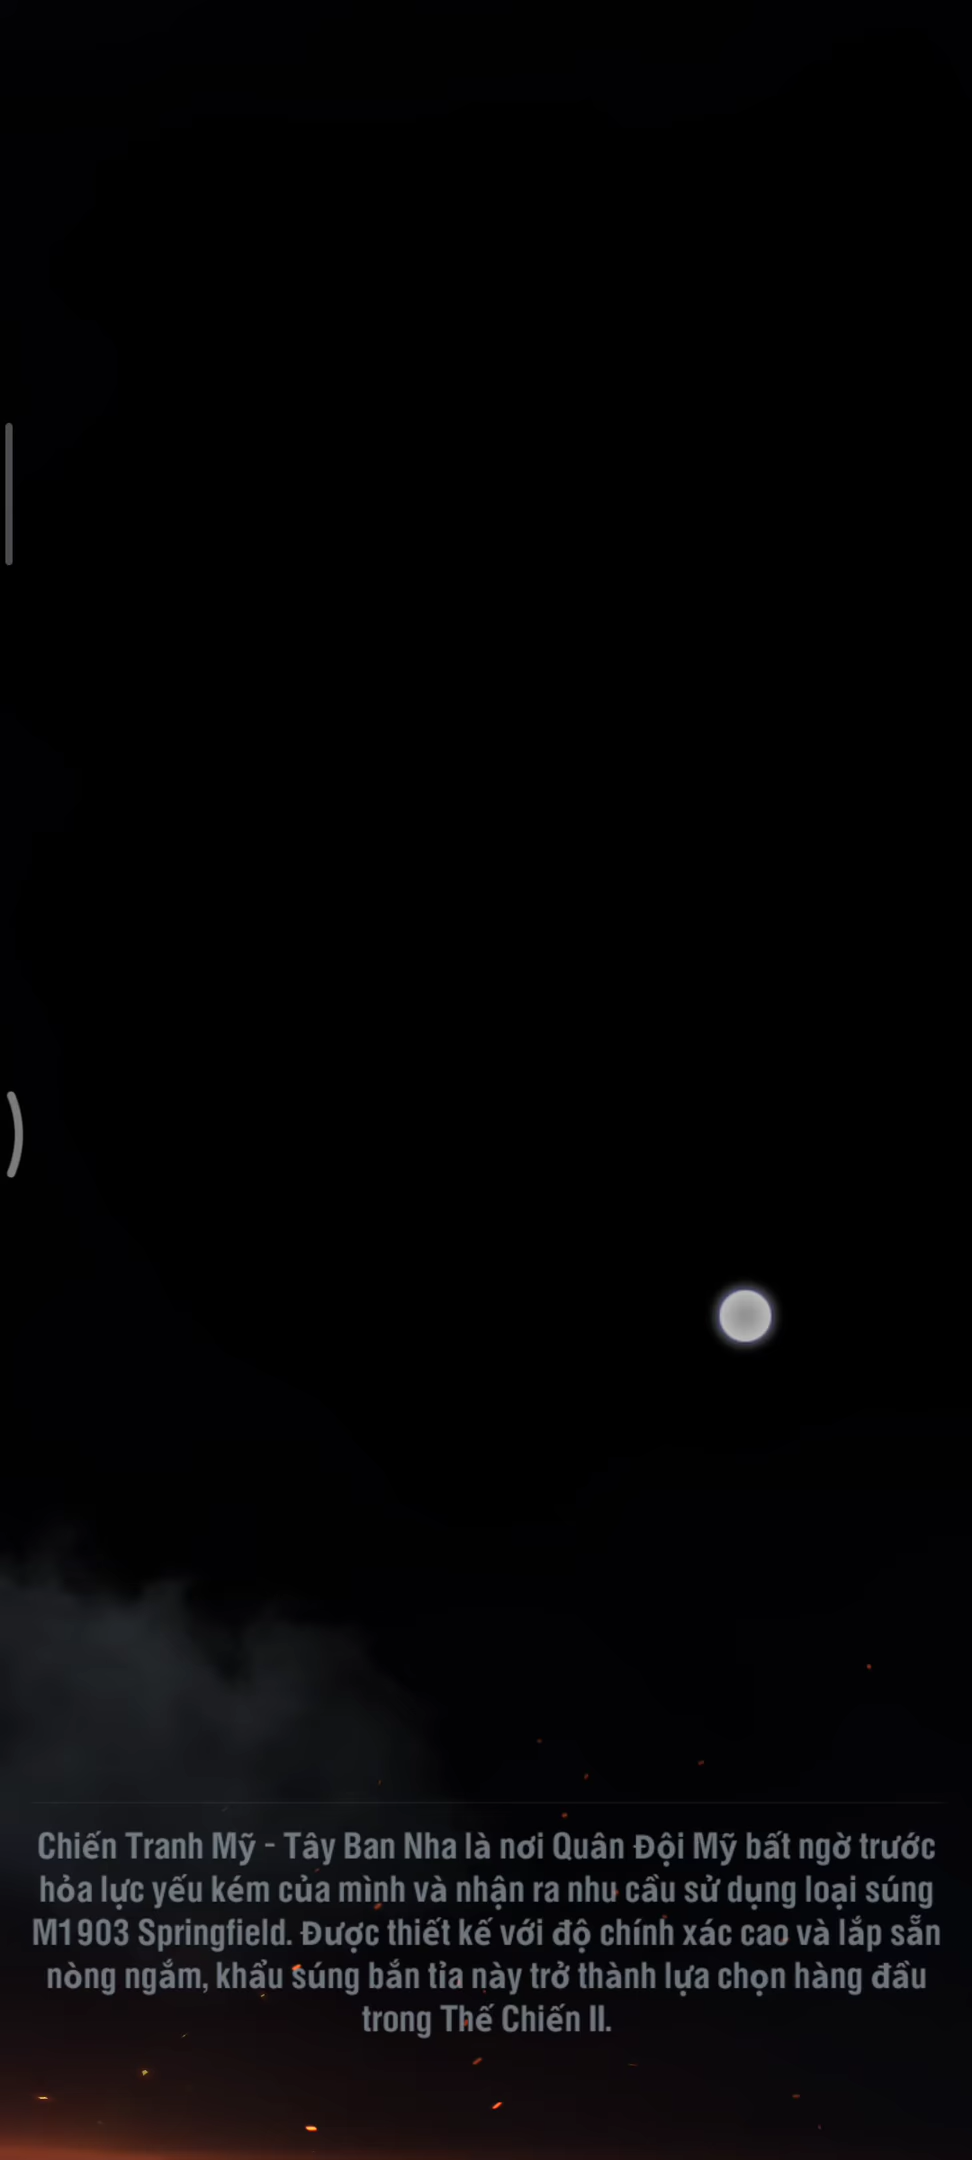 Chiến Tranh Mỹ - Tây Ban Nha là nơi Quân Đội Mỹ bất ngờ trước
hỏa lực yếu kém của mình và nhận ra nhu cầu sử dụng loại súng
M1903 Springfield. Được thiết kế với độ chính xác cao và lắp sẵn
nòng ngắm, khẩu súng bắn tỉa này trở thành lựa chọn hàng đầu
trong Thế Chiến II.